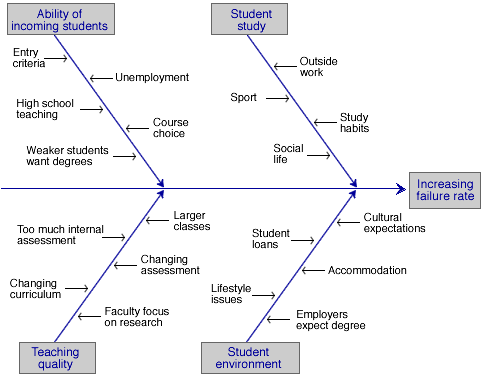 Ability of
incoming students
Student
study
Entry
criteria
Unemployment
High school
teaching
Course
choice
Weaker students
want degrees
Outside
work
Sport
Study
habits
Social
life
Increasing
failure rate
Larger
classes
Too much internal
assessment
Changing
assessment
Changing
curriculum
Faculty focus
on research
Cultural
expectations
Student
loans
Accommodation
Lifestyle
issues
Employers
expect degree
Teaching
quality
Student
environment